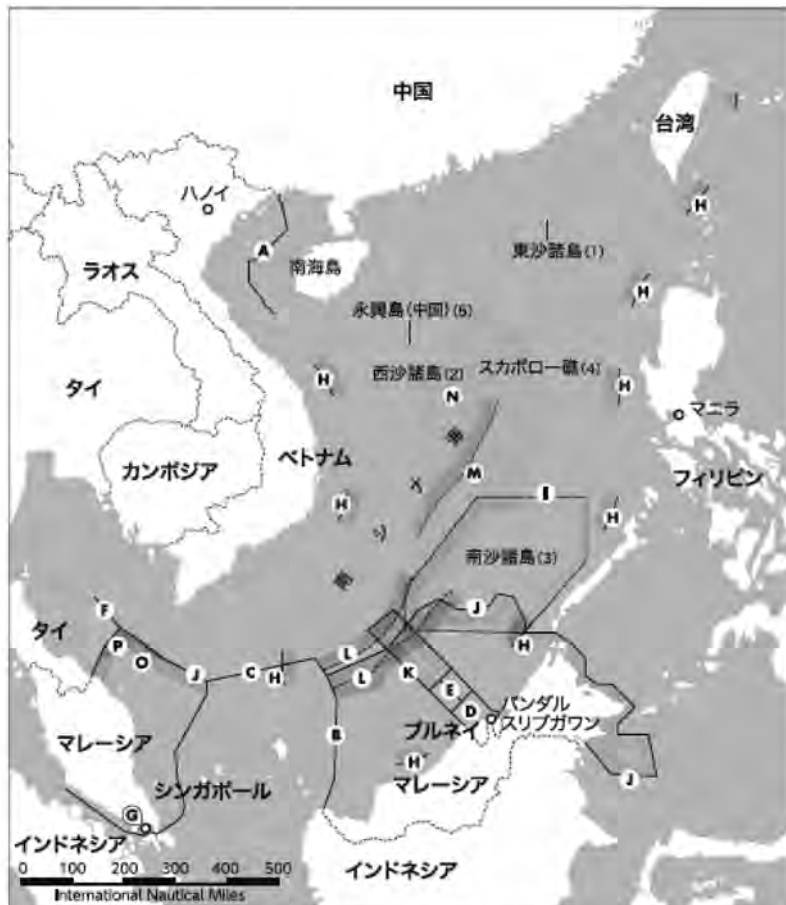 中国
台湾
ハノイ
H
A
南海島
東沙諸島(1)
ラオス
H
永興島(中国)(5)
H
西沙諸島(2)
スカボロー礁(4)
H
タイ
N
マニラ
カンボジア
ベトナム
M
フィリピン
I
H
H
南シナ海
南沙諸島(3)
F
J
タイ
P
O
J
C
H
L
L
K
H
E
D
バンダル
スリブガワン
ブルネイ
B
マレーシア
H
マレーシア
シンガポール
J
G
インドネシア
インドネシア
0 100 200 300 400 500
International Nautical Miles